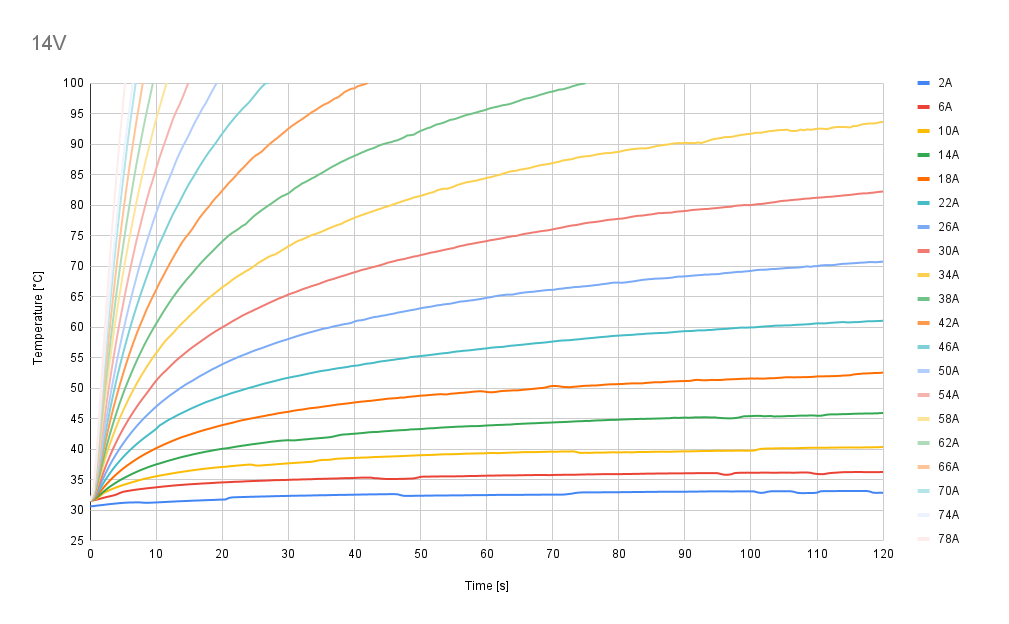 14V
100
95
90
85
80
75
70
65
60
55
50
45
40
35
30
25
Temperature [°C]
0 10 20 30 40 50 60 70 80 90 100 110 120
Time [s]
2A
6A
10A
14A
18A
22A
26A
30A
34A
38A
42A
46A
50A
54A
58A
62A
66A
70A
74A
78A